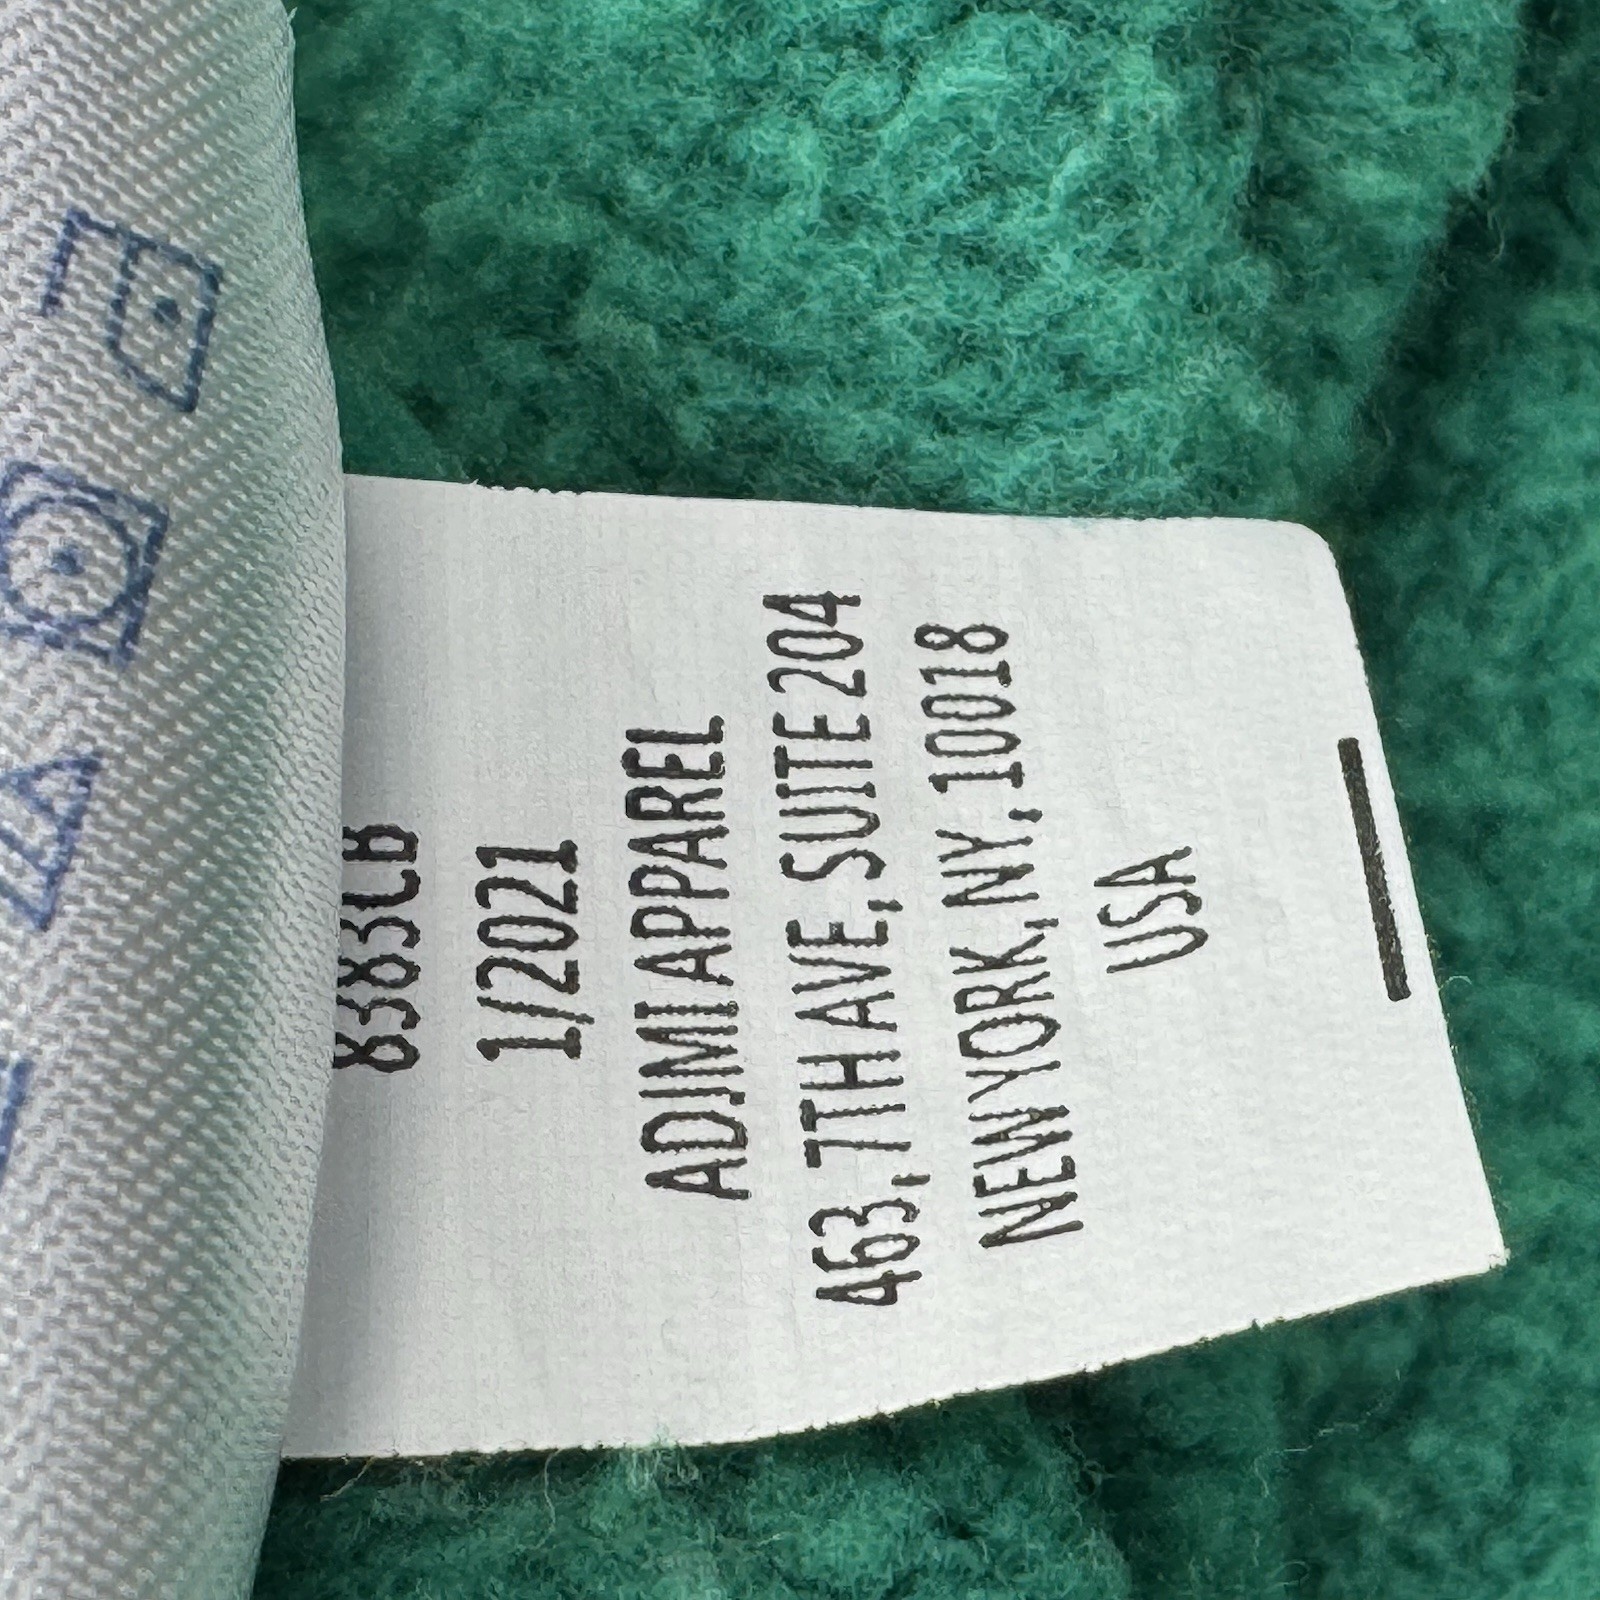 8383CB
1/2021
ADJMI APPAREL
463, 7TH AVE, SUITE 204
NEW YORK, NY, 10018
USA